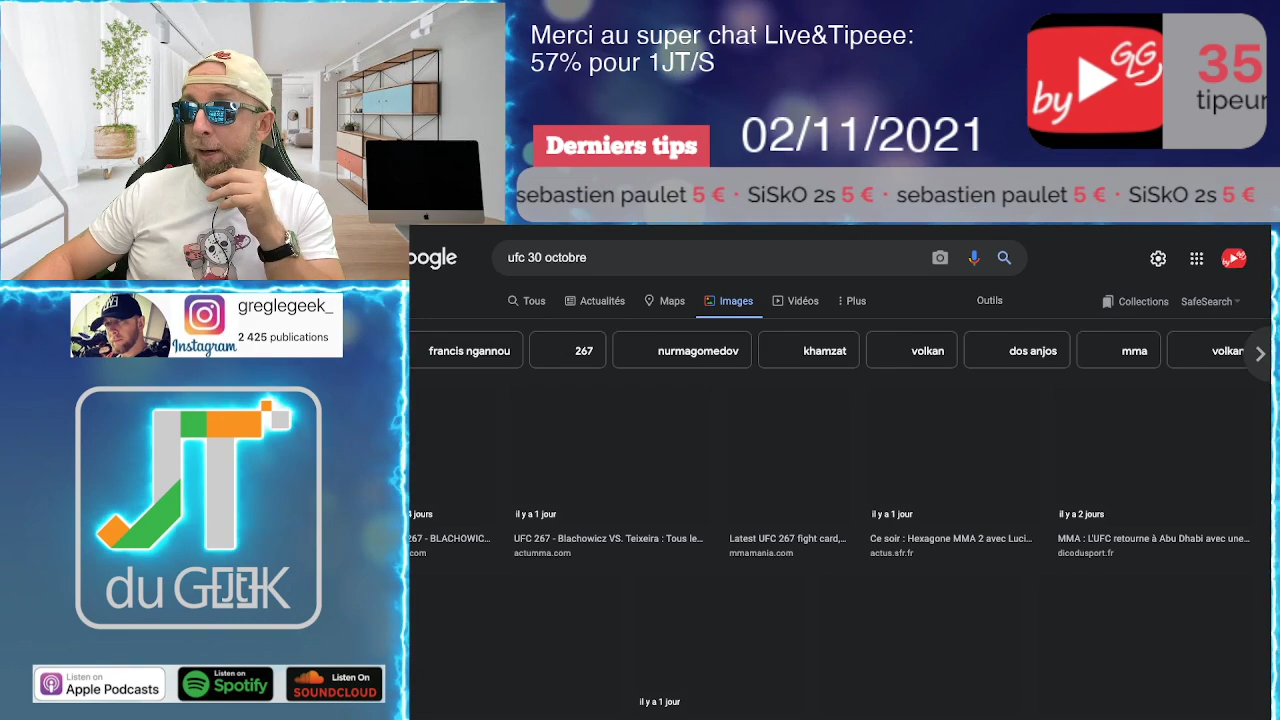 Merci au super chat Live&Tipeee:
57% pour 1JT/S
by GLG
35
tipeur
Derniers tips
02/11/2021
sebastien paulet 5 € · SiSkO 2s 5 € · sebastien paulet 5 € · SiSkO 2s 5 €
oogle
ufc 30 octobre
Tous
Actualités
Maps
Images
Vidéos
Plus
Outils
Collections
SafeSearch
francis ngannou
267
nurmagomedov
khamzat
volkan
dos anjos
mma
volkan
4 jours
il y a 1 jour
il y a 1 jour
il y a 2 jours
267 - BLACHOWIC...
UFC 267 - Blachowicz VS. Teixeira : Tous le...
Latest UFC 267 fight card,...
Ce soir : Hexagone MMA 2 avec Luci...
MMA : L'UFC retourne à Abu Dhabi avec une...
.com
actumma.com
mmamania.com
actus.sfr.fr
dicodusport.fr
il y a 1 jour
greglegeek_
2 425 publications
Instagram
JT
du GEEK
Listen on
Apple Podcasts
Listen on
Spotify
Listen On
SOUNDCLOUD